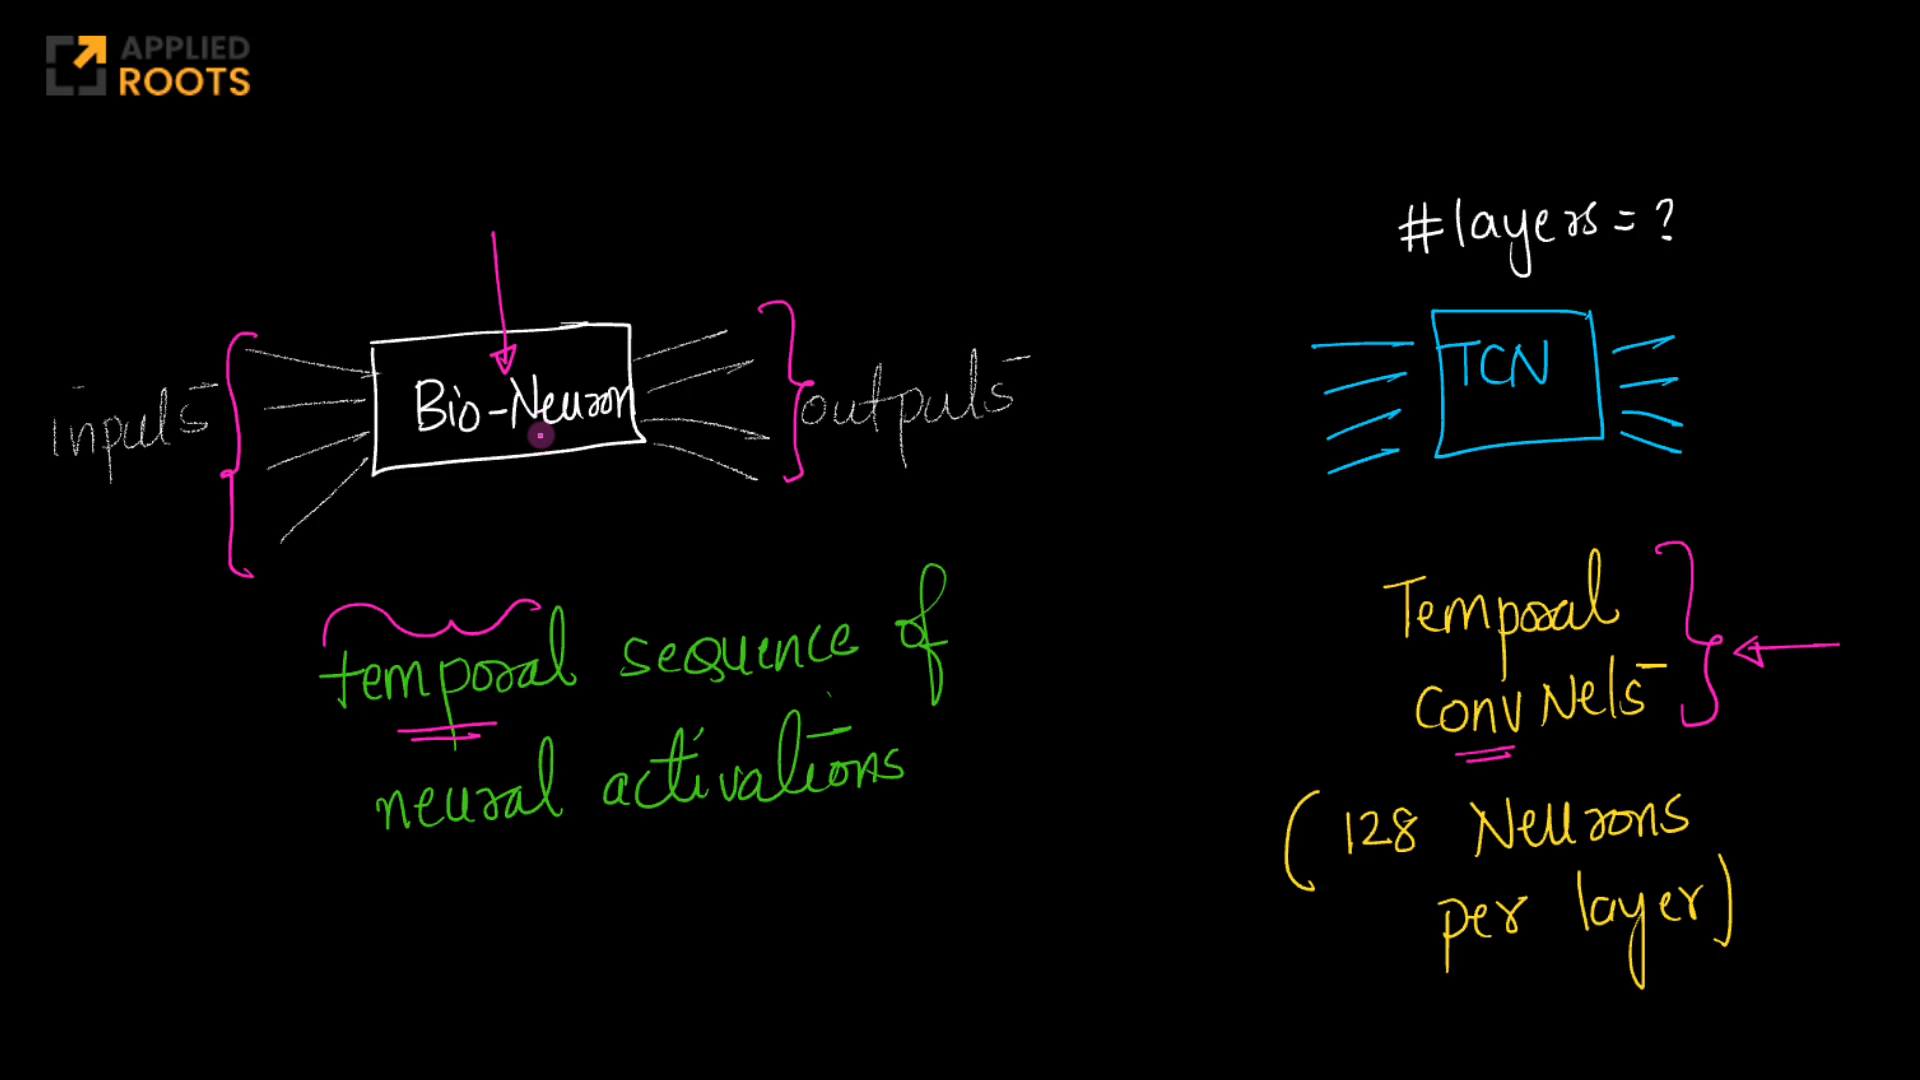 APPLIED
ROOTS
#layers = ?
inputs
Bio-Neuron
outputs
TCN
temporal sequence of
neural activations
Temporal
Conv Nets
(128 Neurons
per layer)